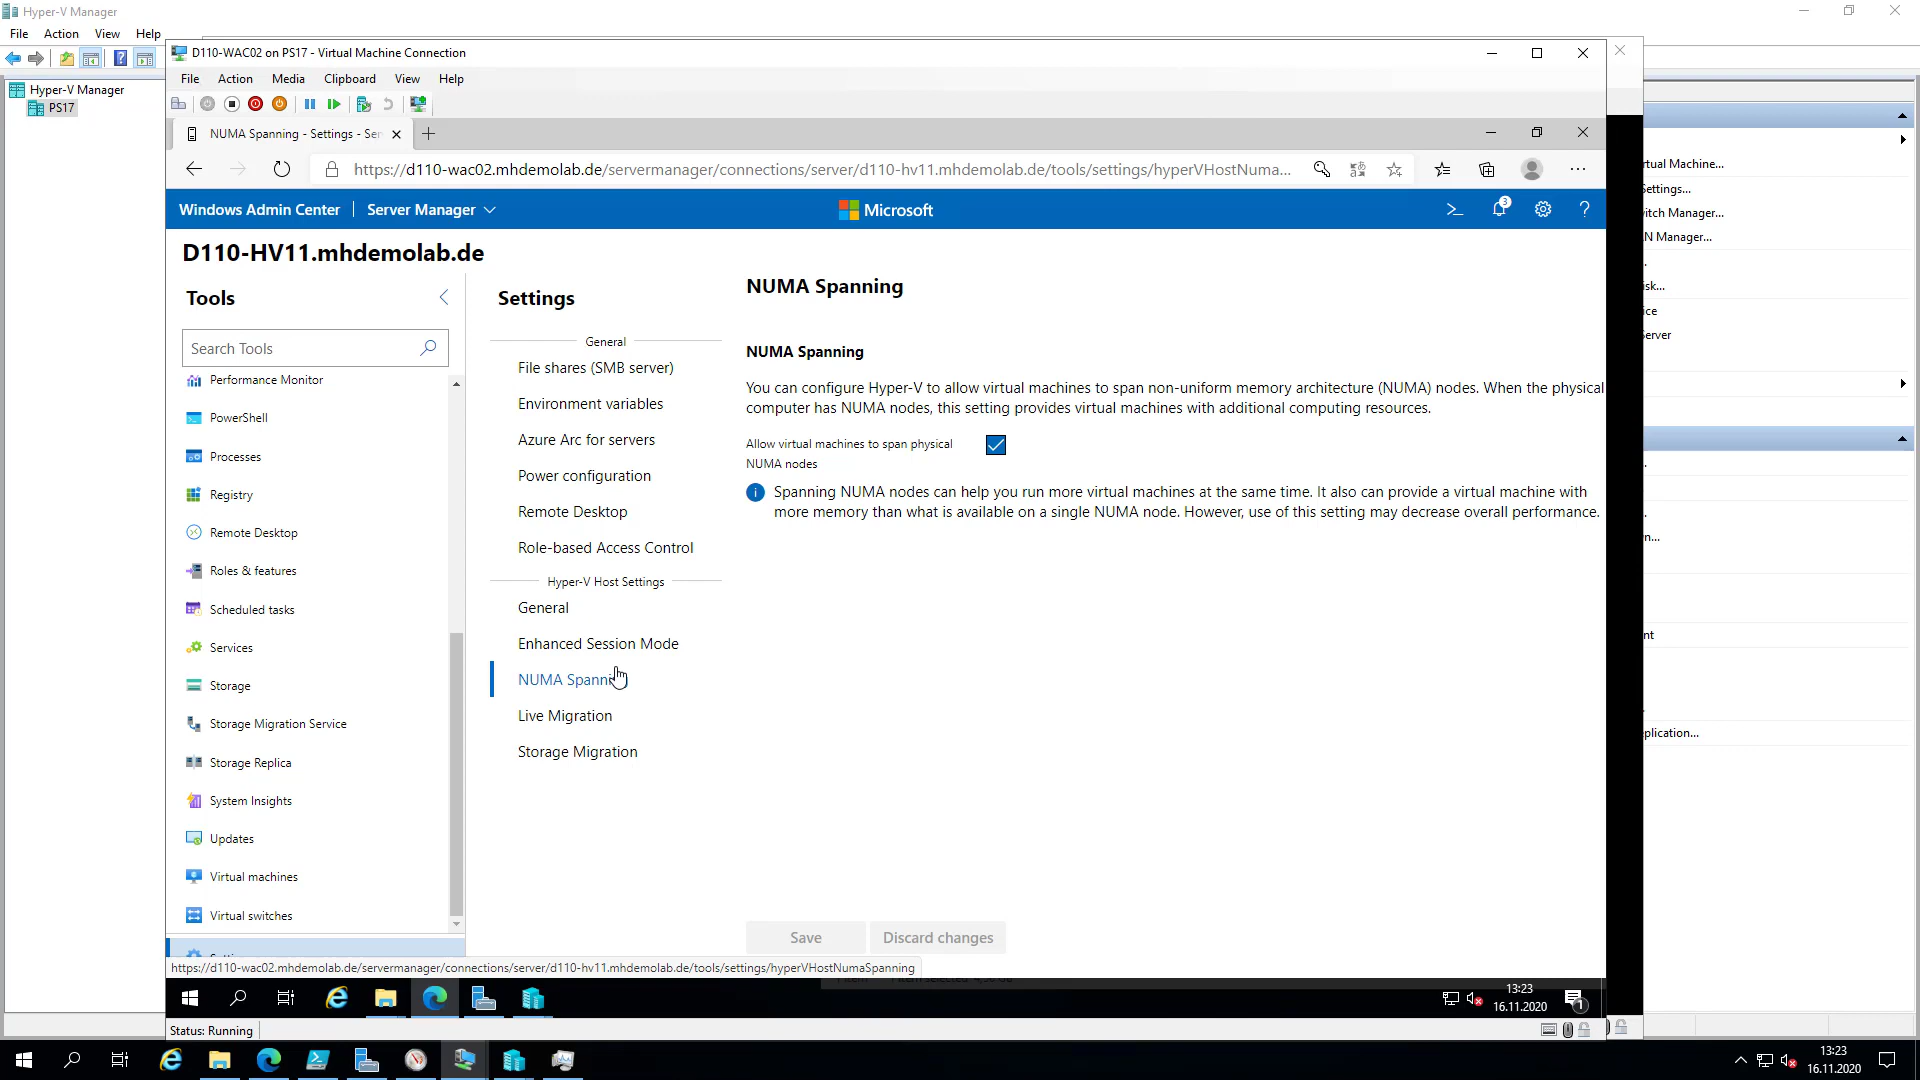 Hyper-V Manager
File Action View Help
Hyper-V Manager
PS17
D110-WAC02 on PS17 - Virtual Machine Connection
File Action Media Clipboard View Help
NUMA Spanning - Settings - Ser
https://d110-wac02.mhdemolab.de/servermanager/connections/server/d110-hv11.mhdemolab.de/tools/settings/hyperVHostNuma...
Windows Admin Center Server Manager Microsoft 3
D110-HV11.mhdemolab.de
Tools
Search Tools
Performance Monitor
PowerShell
Processes
Registry
Remote Desktop
Roles & features
Scheduled tasks
Services
Storage
Storage Migration Service
Storage Replica
System Insights
Updates
Virtual machines
Virtual switches
Settings
General
File shares (SMB server)
Environment variables
Azure Arc for servers
Power configuration
Remote Desktop
Role-based Access Control
Hyper-V Host Settings
General
Enhanced Session Mode
NUMA Spanning
Live Migration
Storage Migration
NUMA Spanning
NUMA Spanning
You can configure Hyper-V to allow virtual machines to span non-uniform memory architecture (NUMA) nodes. When the physical
computer has NUMA nodes, this setting provides virtual machines with additional computing resources.
Allow virtual machines to span physical
NUMA nodes
Spanning NUMA nodes can help you run more virtual machines at the same time. It also can provide a virtual machine with
more memory than what is available on a single NUMA node. However, use of this setting may decrease overall performance.
Save Discard changes
https://d110-wac02.mhdemolab.de/servermanager/connections/server/d110-hv11.mhdemolab.de/tools/settings/hyperVHostNumaSpanning
13:23
16.11.2020
1
Status: Running
rtual Machine...
Settings...
itch Manager...
N Manager...
isk...
ice
Server
n...
nt
plication...
13:23
16.11.2020